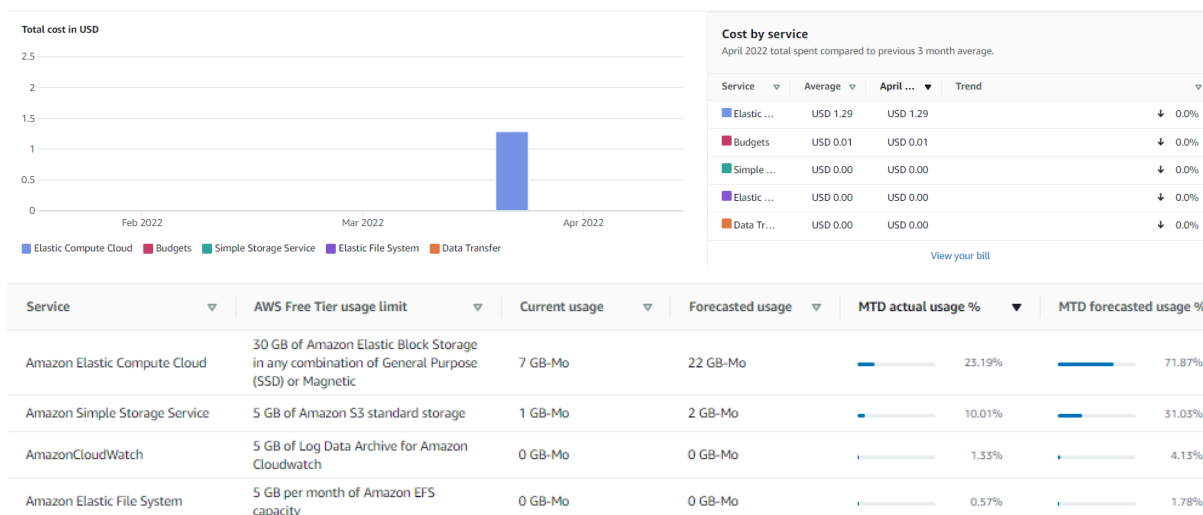 Total cost in USD
2.5
2
1.5
1
0.5
0
Feb 2022 Mar 2022 Apr 2022
Elastic Compute Cloud Budgets Simple Storage Service Elastic File System Data Transfer
Cost by service
April 2022 total spent compared to previous 3 month average.
Service Average April ... Trend
Elastic ... USD 1.29 USD 1.29 0.0%
Budgets USD 0.01 USD 0.01 0.0%
Simple ... USD 0.00 USD 0.00 0.0%
Elastic ... USD 0.00 USD 0.00 0.0%
Data Tr... USD 0.00 USD 0.00 0.0%
View your bill
Service AWS Free Tier usage limit Current usage Forecasted usage MTD actual usage % MTD forecasted usage %
30 GB of Amazon Elastic Block Storage
Amazon Elastic Compute Cloud in any combination of General Purpose 7 GB-Mo 22 GB-Mo 23.19% 71.87%
(SSD) or Magnetic
Amazon Simple Storage Service 5 GB of Amazon S3 standard storage 1 GB-Mo 2 GB-Mo 10.01% 31.03%
5 GB of Log Data Archive for Amazon
AmazonCloudWatch 0 GB-Mo 0 GB-Mo 1.33% 4.13%
Cloudwatch
5 GB per month of Amazon EFS
Amazon Elastic File System 0 GB-Mo 0 GB-Mo 0.57% 1.78%
capacity